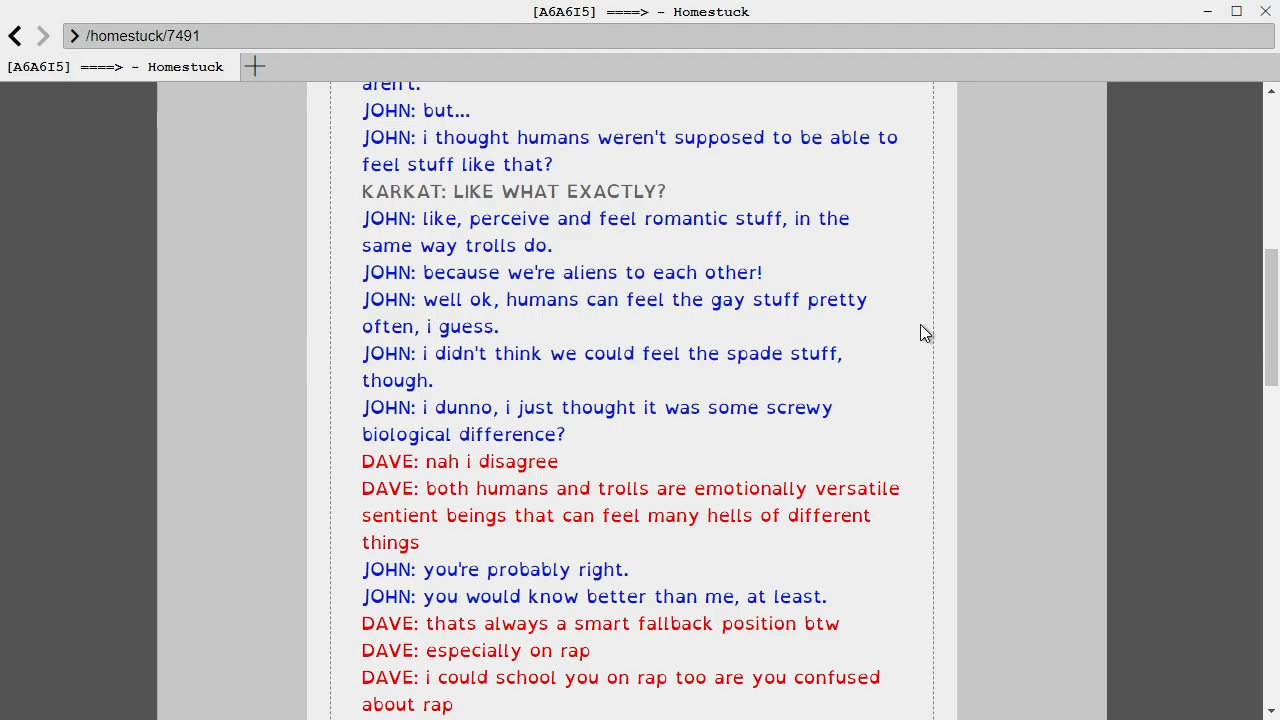 [A6A6I5] ====> - Homestuck
/homestuck/7491
[A6A6I5] ====> - Homestuck
aren't.
JOHN: but...
JOHN: i thought humans weren't supposed to be able to
feel stuff like that?
KARKAT: LIKE WHAT EXACTLY?
JOHN: like, perceive and feel romantic stuff, in the
same way trolls do.
JOHN: because we're aliens to each other!
JOHN: well ok, humans can feel the gay stuff pretty
often, i guess.
JOHN: i didn't think we could feel the spade stuff,
though.
JOHN: i dunno, i just thought it was some screwy
biological difference?
DAVE: nah i disagree
DAVE: both humans and trolls are emotionally versatile
sentient beings that can feel many hells of different
things
JOHN: you're probably right.
JOHN: you would know better than me, at least.
DAVE: thats always a smart fallback position btw
DAVE: especially on rap
DAVE: i could school you on rap too are you confused
about rap